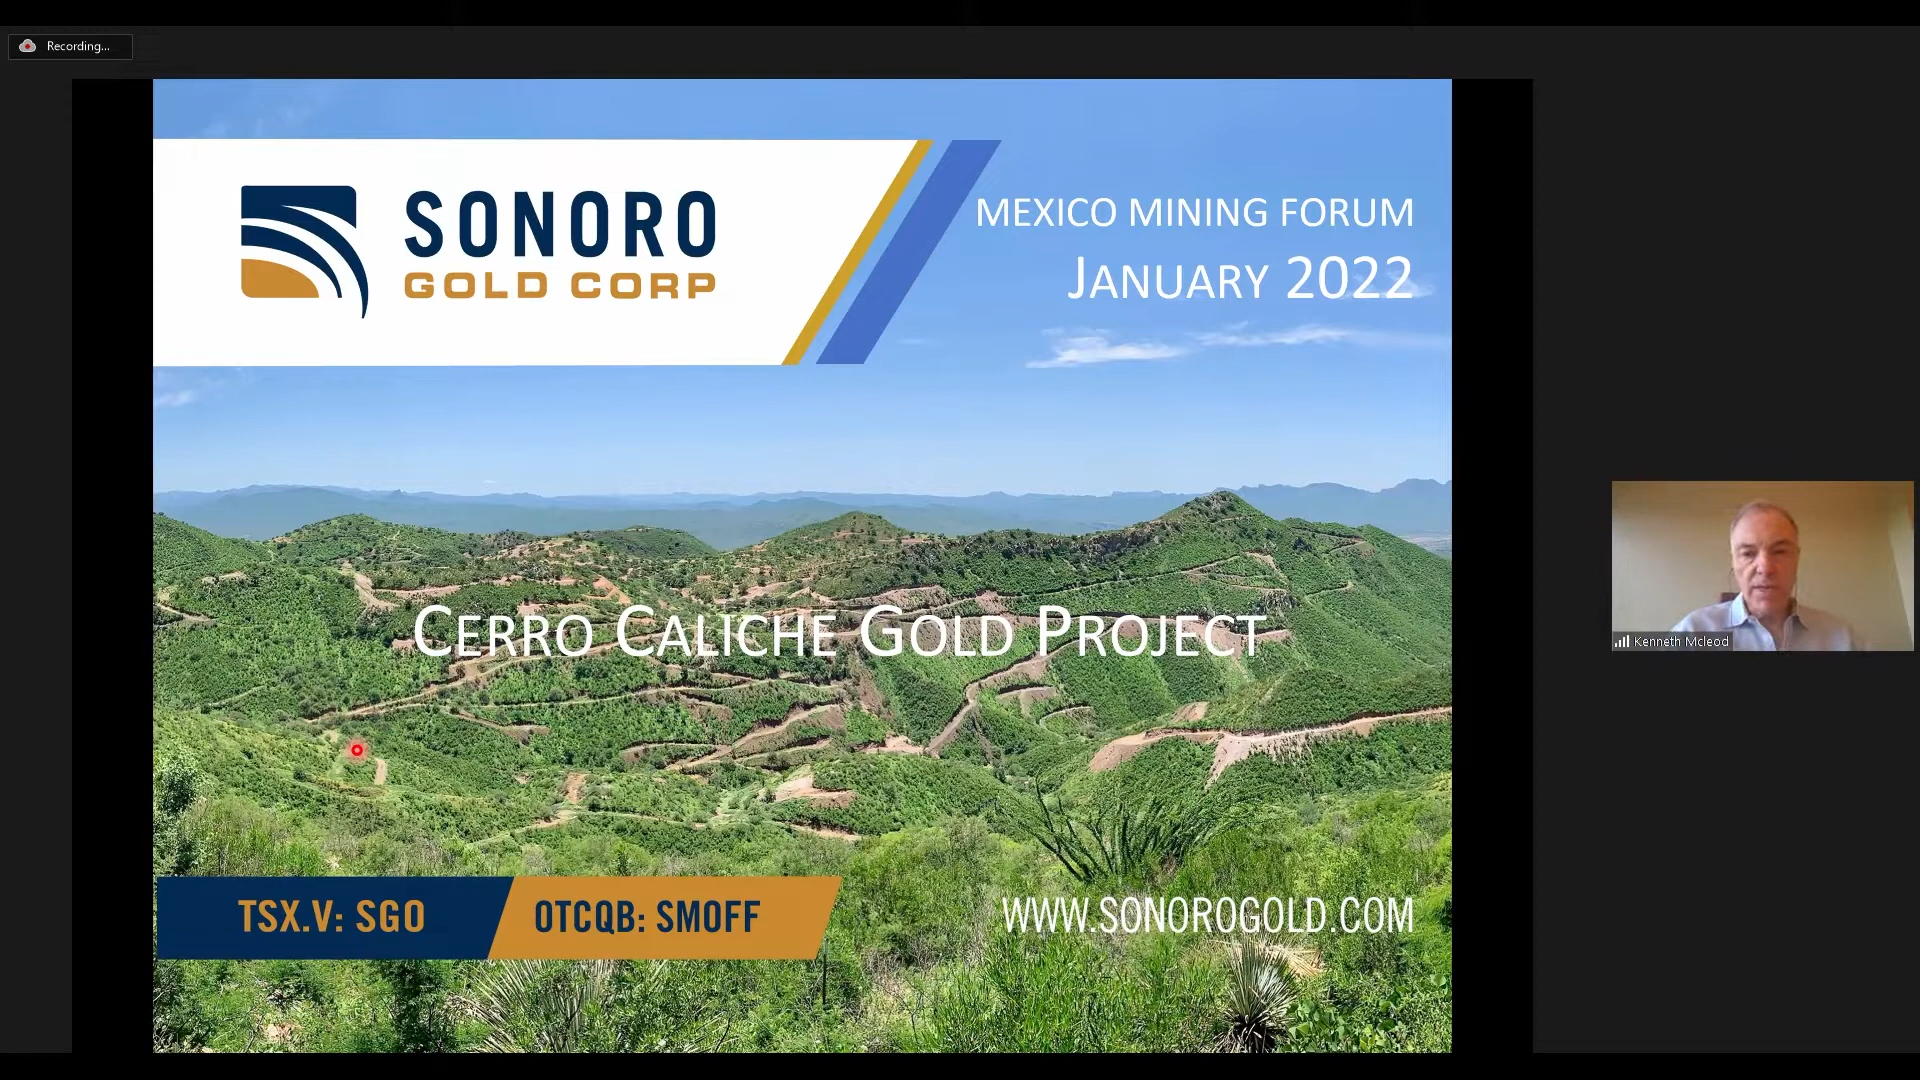 Recording...
SONORO
GOLD CORP
MEXICO MINING FORUM
JANUARY 2022
CERRO CALICHE GOLD PROJECT
Kenneth Mcleod
TSX.V: SGO
OTCQB: SMOFF
WWW.SONOROGOLD.COM